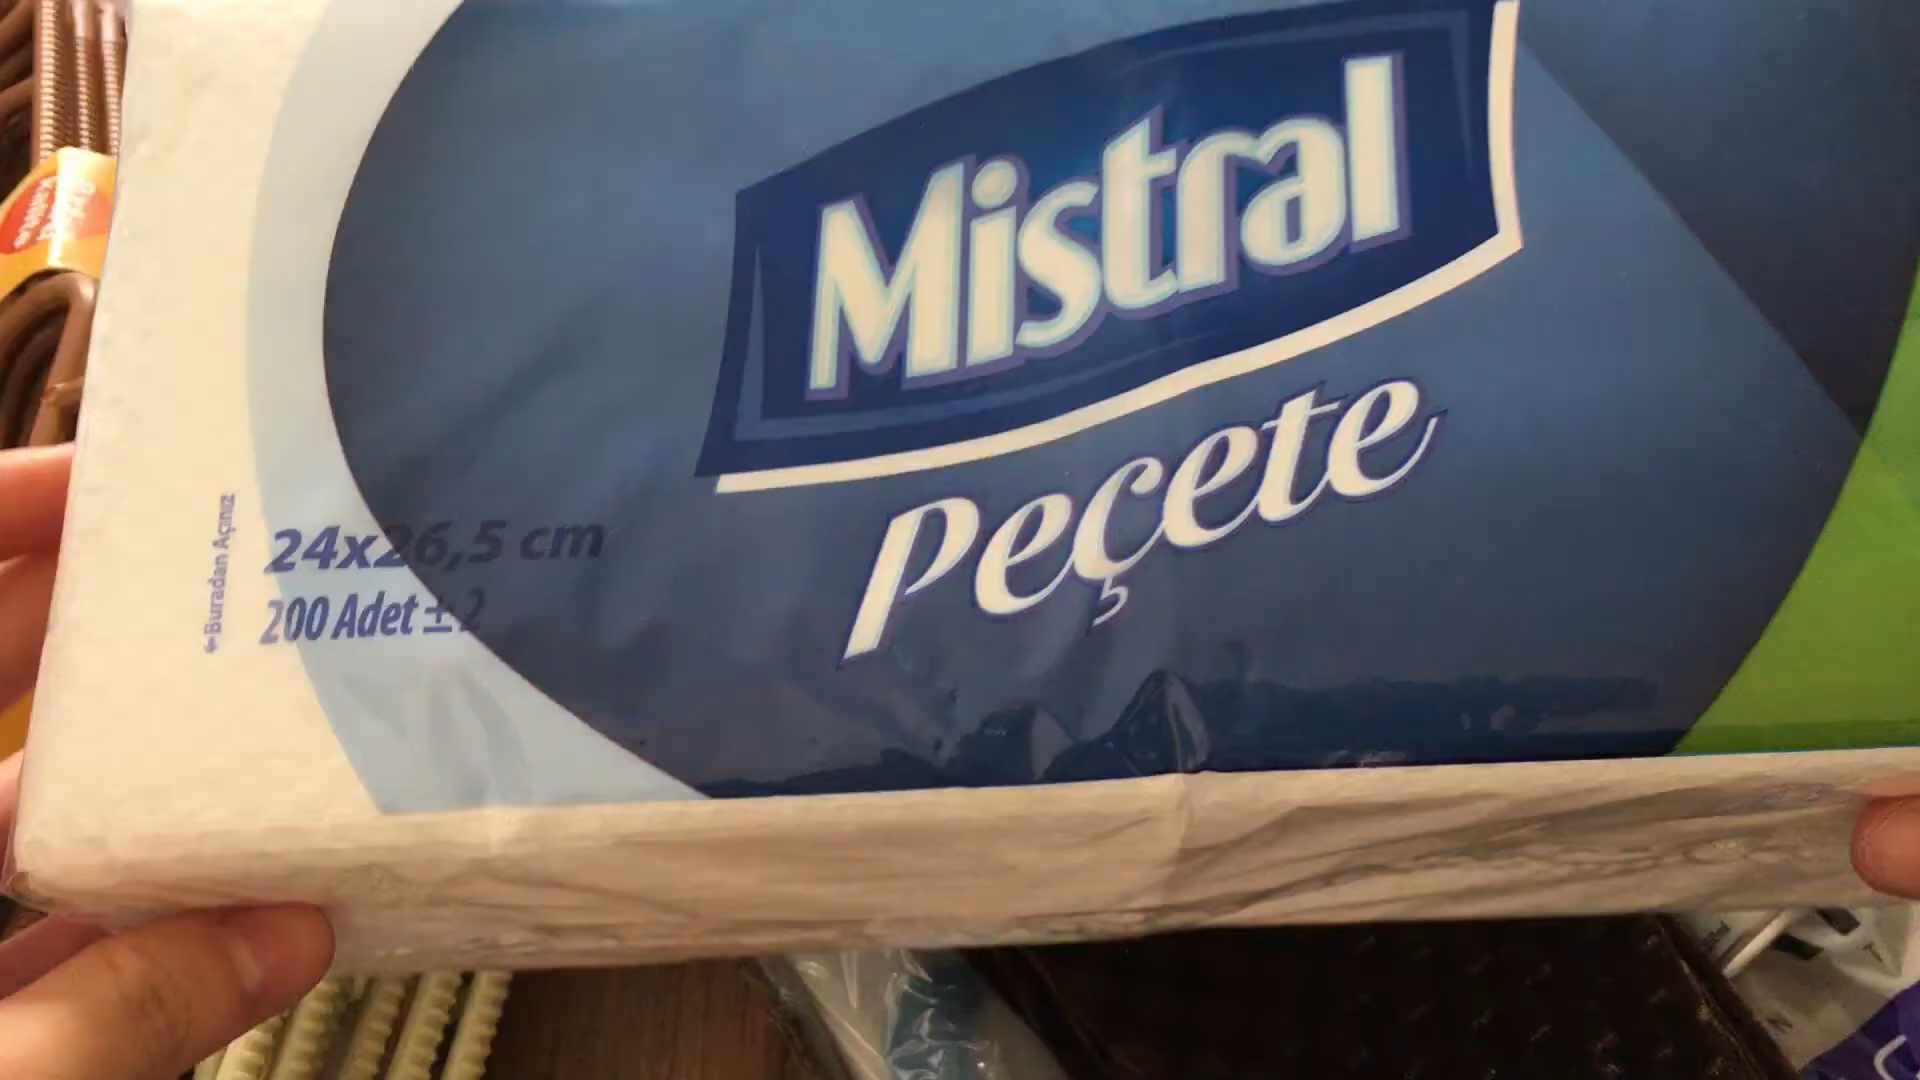 Mistral
Peçete
24x26,5 cm
200 Adet ± 2
←Buradan Açınız